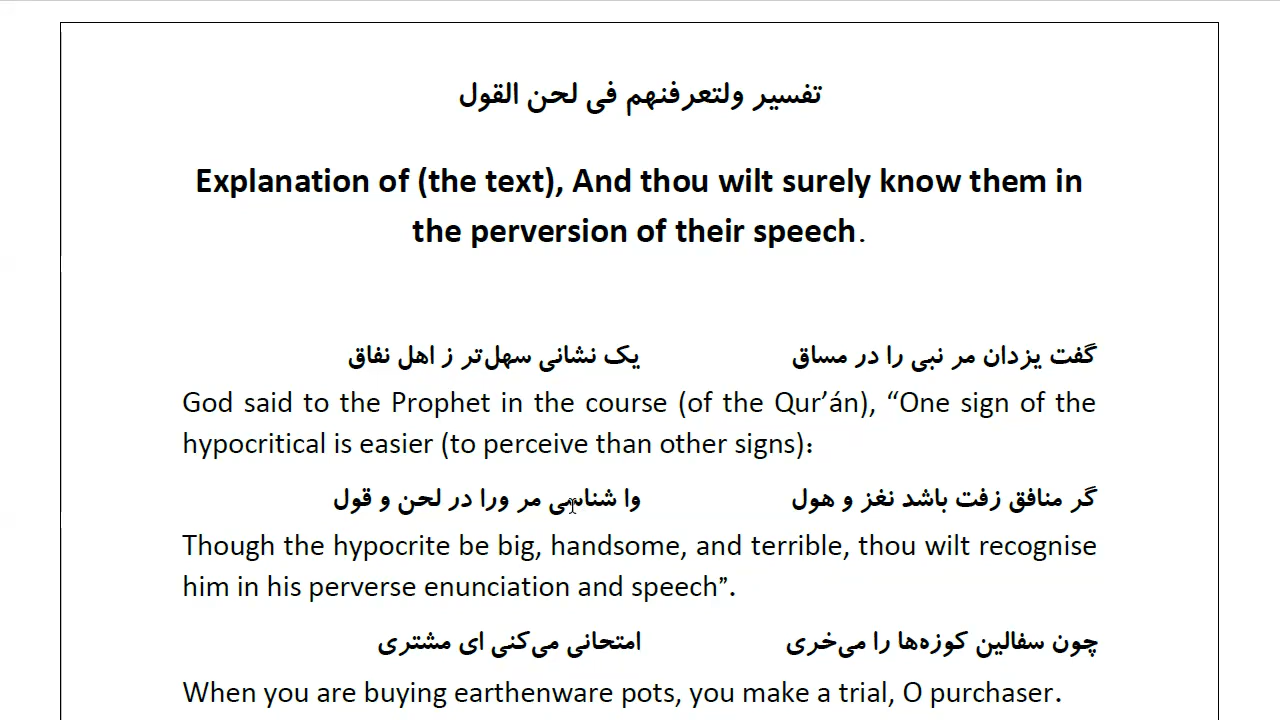 تفسیر ولتعرفنهم فی لحن القول
Explanation of (the text), And thou wilt surely know them in
the perversion of their speech.
گفت یزدان مر نبی را در مساق یک نشانی سهل‌تر ز اهل نفاق
God said to the Prophet in the course (of the Qur’án), “One sign of the
hypocritical is easier (to perceive than other signs):
گر منافق زفت باشد نغز و هول وا شناسی مر ورا در لحن و قول
Though the hypocrite be big, handsome, and terrible, thou wilt recognise
him in his perverse enunciation and speech”.
چون سفالین کوزه‌ها را می‌خری امتحانی می‌کنی ای مشتری
When you are buying earthenware pots, you make a trial, O purchaser.